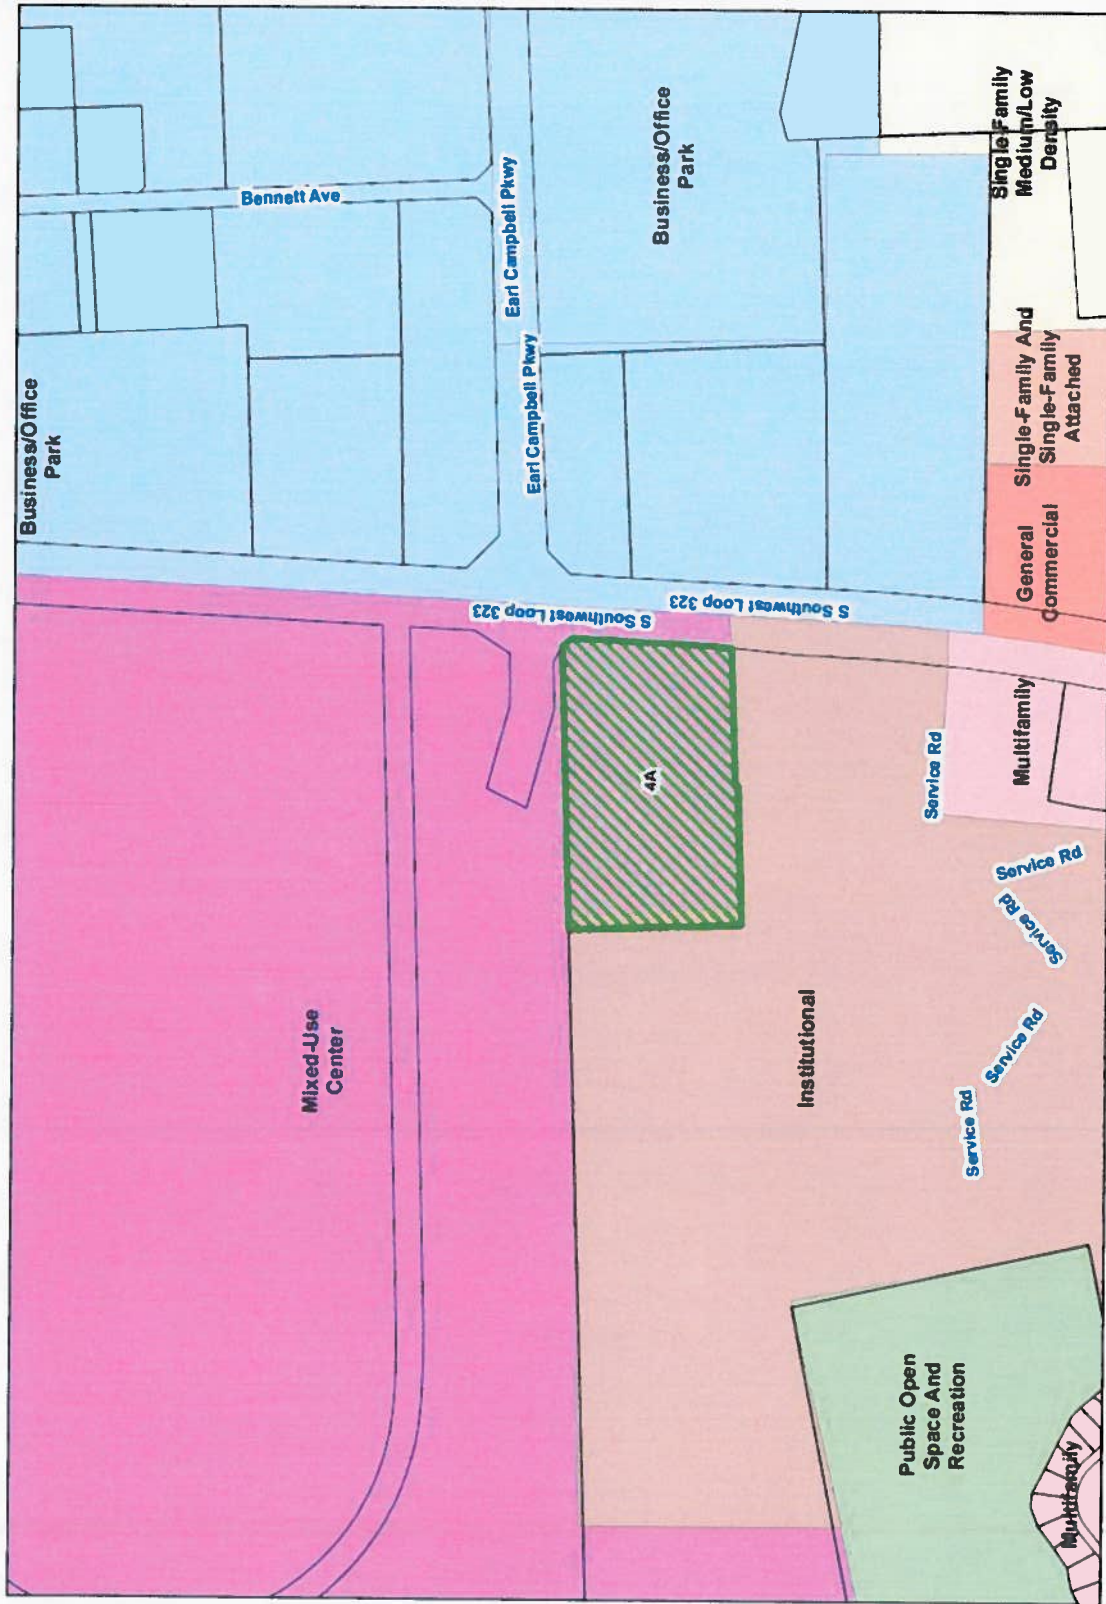 Business/Office
Park
Bennett Ave
Earl Campbell Pkwy
Earl Campbell Pkwy
Business/Office
Park
Single-Family
Medium/Low
Density
Single-Family And
Single-Family
Attached
General
Commercial
S Southwest Loop 323
S Southwest Loop 323
Multifamily
4A
Service Rd
Service Rd
Service Rd
Service Rd
Service Rd
Mixed-Use
Center
Institutional
Public Open
Space And
Recreation
Multifamily